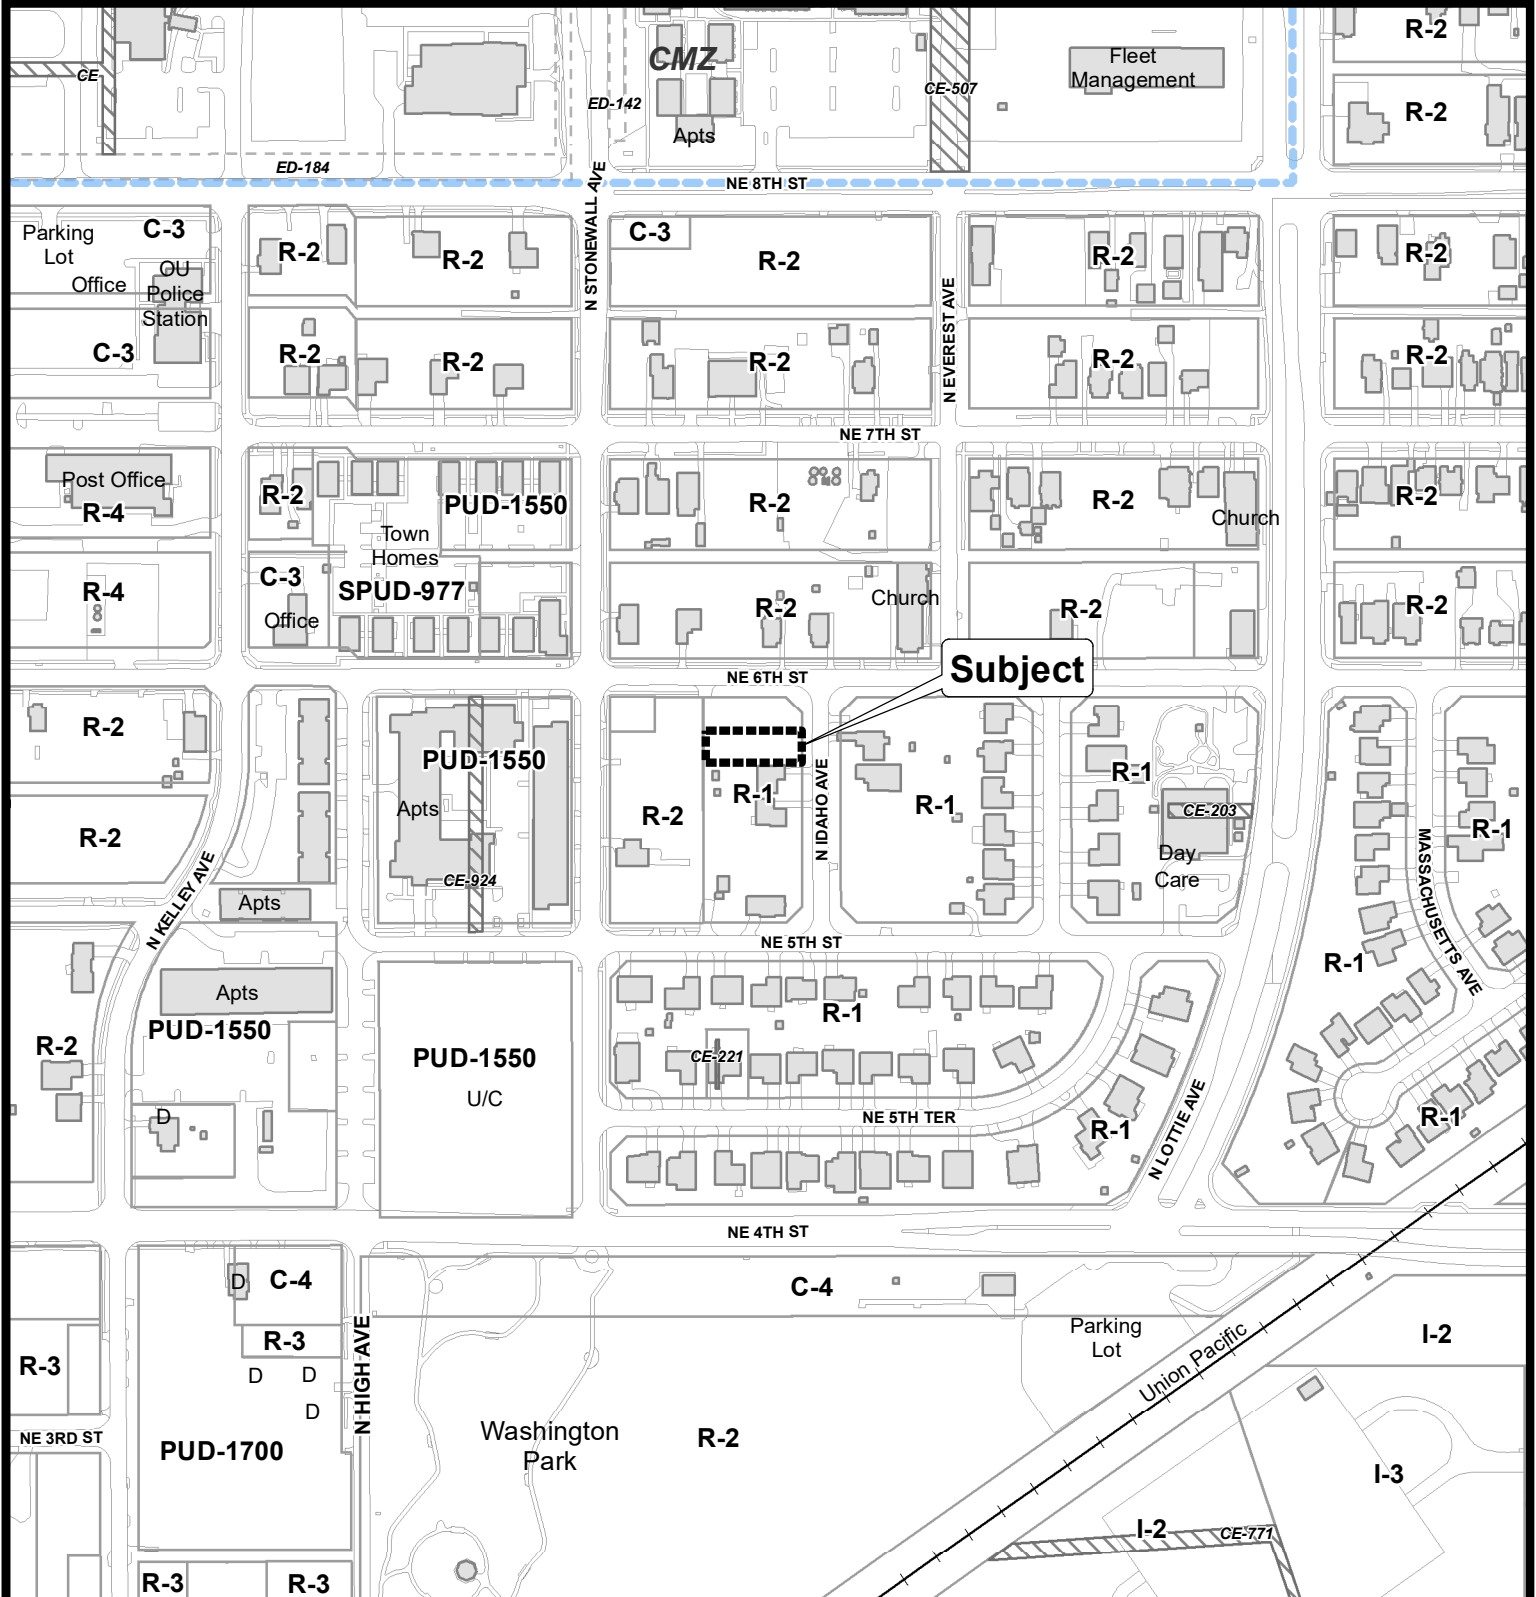 R-2
CMZ
Fleet
Management
CE
CE-507
ED-142
R-2
Apts
ED-184
NE 8TH ST
N STONEWALL AVE
Parking
Lot
C-3
C-3
R-2
R-2
R-2
R-2
R-2
OU
Police
Station
Office
N EVEREST AVE
C-3
R-2
R-2
R-2
R-2
R-2
NE 7TH ST
Post Office
R-4
R-2
PUD-1550
R-2
R-2
Church
R-2
Town
Homes
C-3
SPUD-977
R-4
Office
R-2
Church
R-2
R-2
NE 6TH ST
Subject
R-2
PUD-1550
R-1
R-1
R-1
R-2
N IDAHO AVE
Apts
R-2
CE-203
R-1
MASSACHUSETTS AVE
Day
Care
CE-924
N KELLEY AVE
Apts
NE 5TH ST
R-1
Apts
R-1
PUD-1550
R-2
PUD-1550
CE-221
U/C
D
NE 5TH TER
R-1
R-1
N LOTTIE AVE
NE 4TH ST
D
C-4
C-4
Parking
Lot
R-3
R-3
N HIGH AVE
Union Pacific
I-2
D
D
D
NE 3RD ST
PUD-1700
Washington
Park
R-2
I-3
I-2
CE-771
R-3
R-3